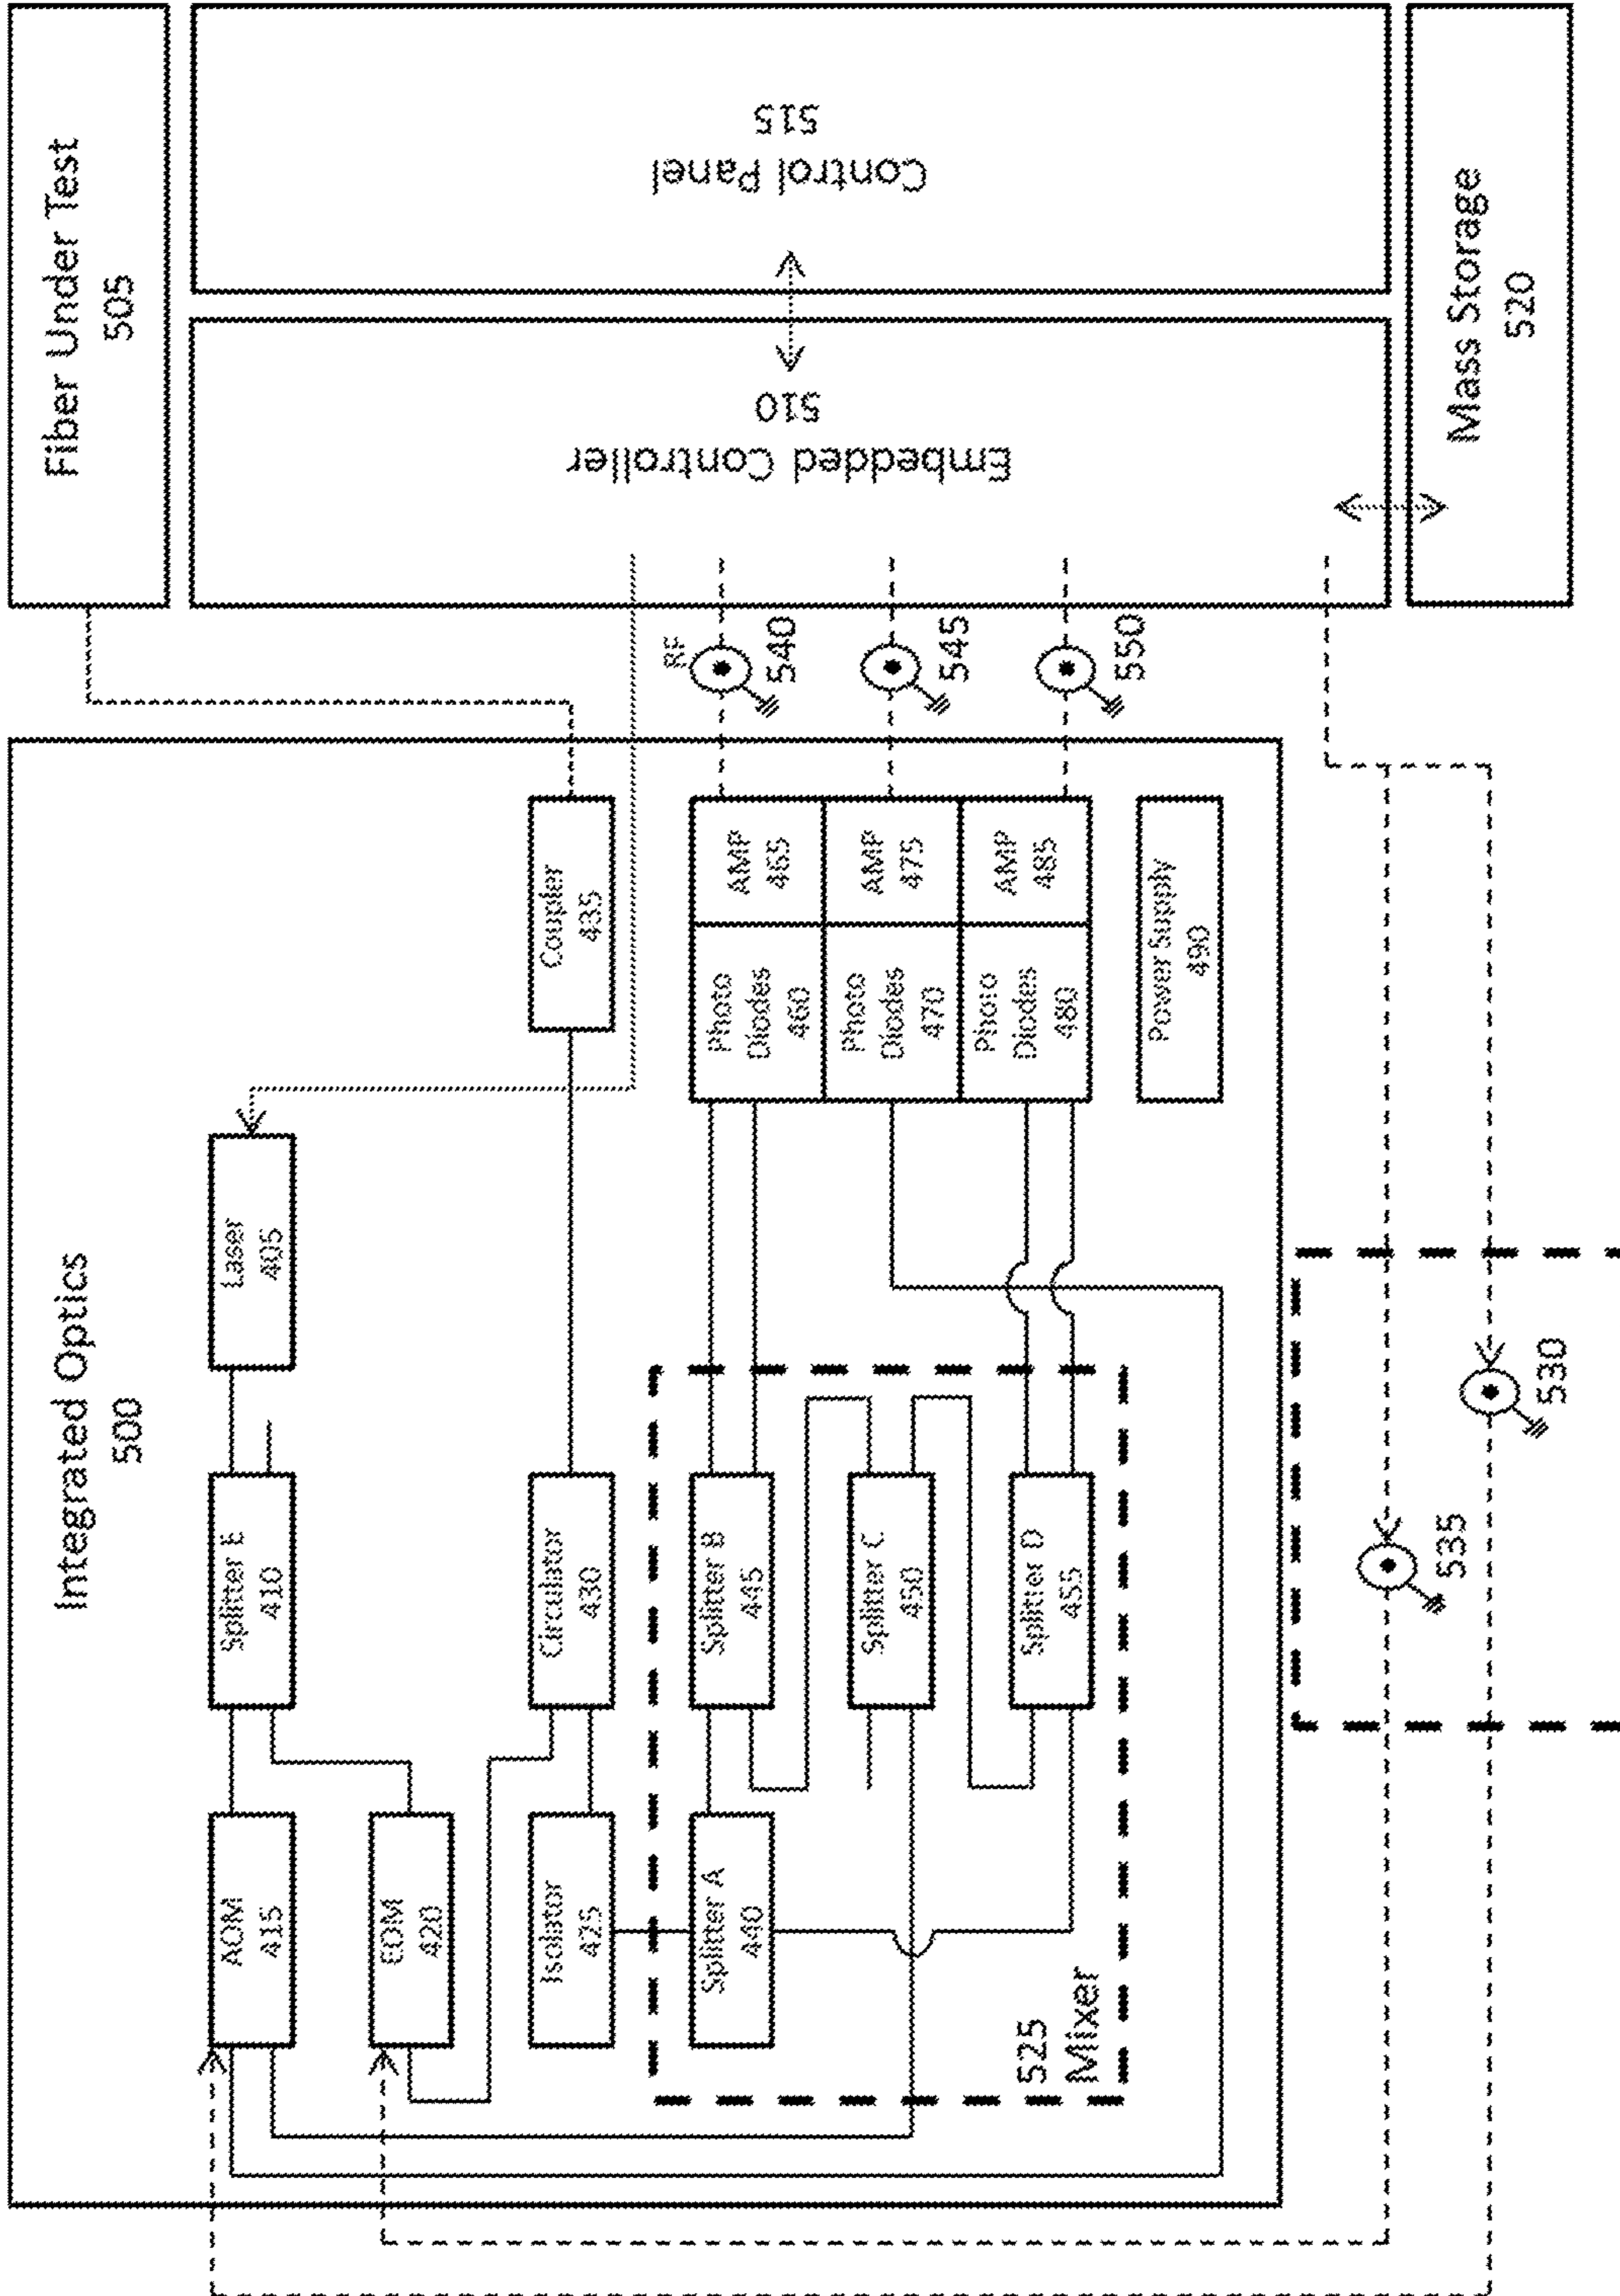 Integrated Optics
500
Fiber Under Test
505
Laser
405
Splitter E
410
AOM
415
EOM
420
Coupler
435
Circulator
430
Isolator
425
RF
540
AMP
465
Photo
Diodes
460
Splitter B
445
Splitter A
440
545
AMP
475
Photo
Diodes
470
Splitter C
450
550
AMP
485
Photo
Diodes
480
Splitter D
455
525
Mixer
Power Supply
490
Embedded Controller
510
Control Panel
515
Mass Storage
520
535
530